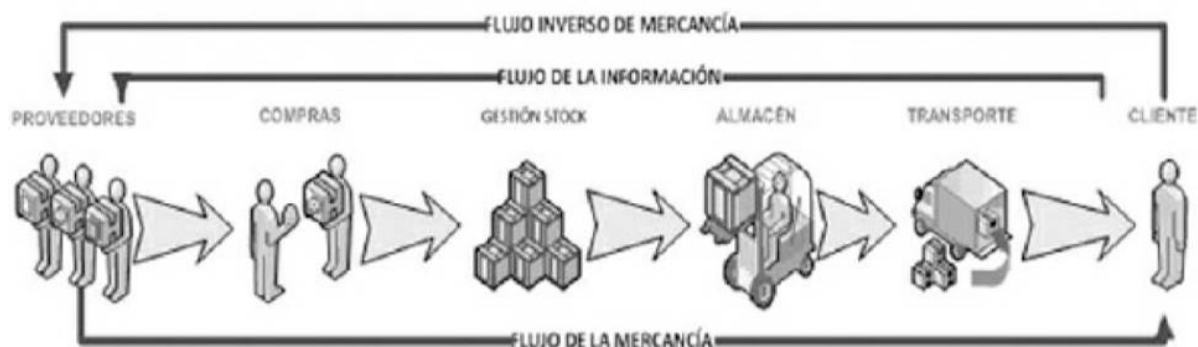 FLUJO INVERSO DE MERCANCÍA
FLUJO DE LA INFORMACIÓN
PROVEEDORES COMPRAS GESTIÓN STOCK ALMACÉN TRANSPORTE CLIENTE
FLUJO DE LA MERCANCÍA